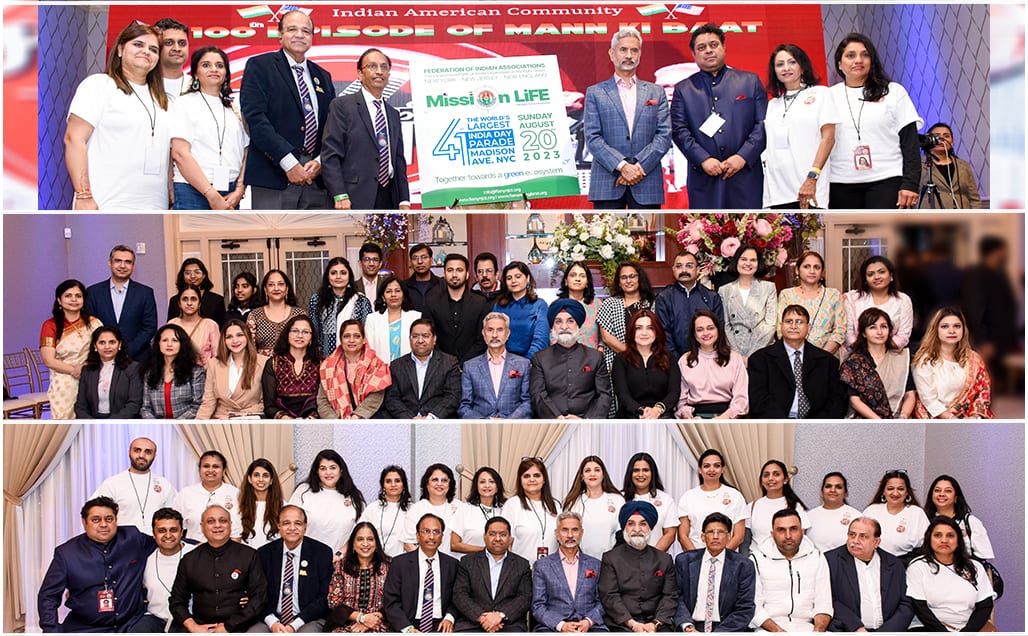 Indian American Community
100th EPISODE OF MANN KI BAAT
FEDERATION OF INDIAN ASSOCIATIONS
NEW YORK - NEW JERSEY - NEW ENGLAND
Mission LiFE
41
THE WORLD'S
LARGEST
INDIA DAY
PARADE
MADISON
AVE. NYC
SUNDAY
AUGUST
20
2023
Together towards a green ecosystem